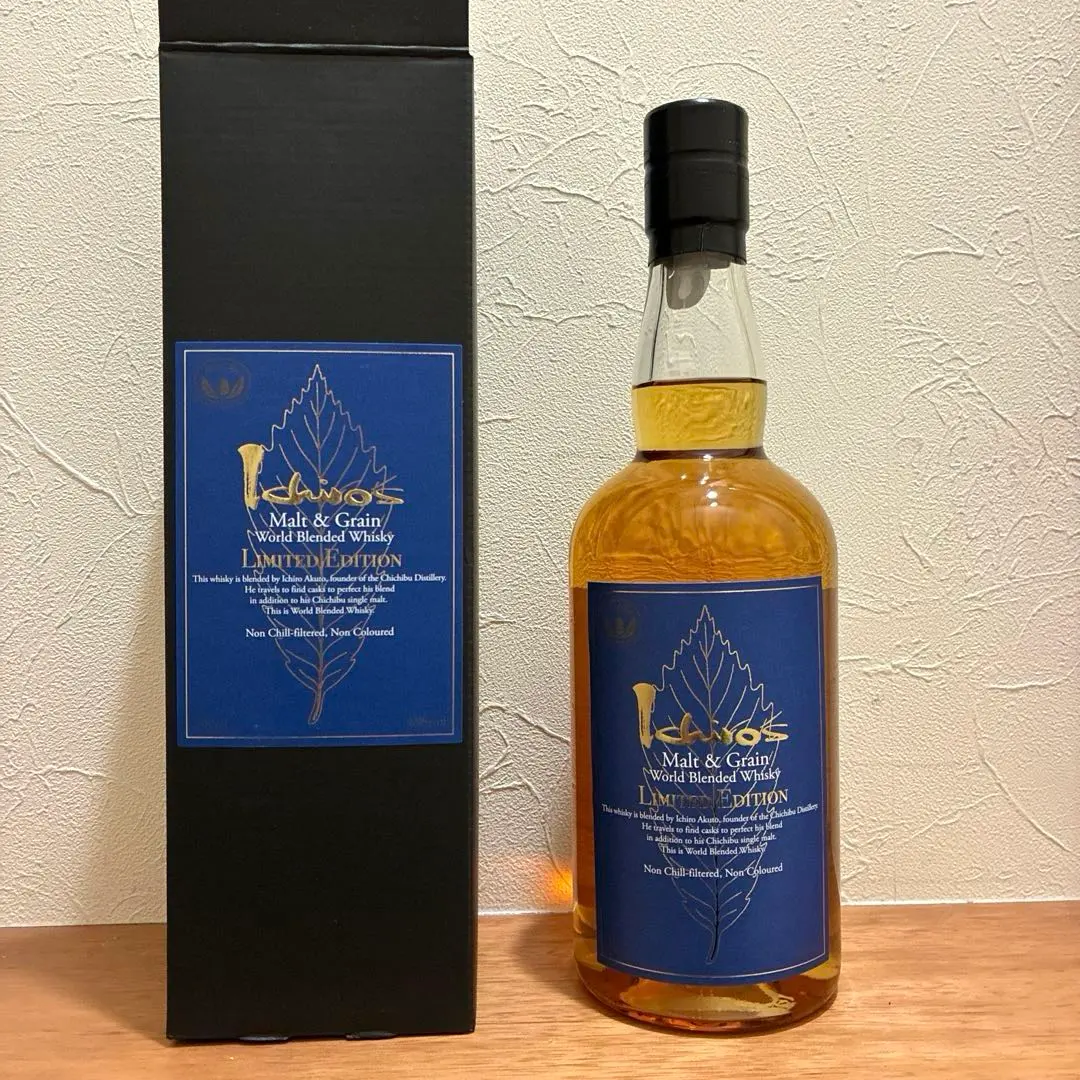 Ichiro's
Malt & Grain
World Blended Whisky
LIMITED EDITION
This whisky is blended by Ichiro Akuto, founder of the Chichibu Distillery.
He travels to find casks to perfect his blend
in addition to his Chichibu single malt.
This is World Blended Whisky.
Non Chill-filtered, Non Coloured
Ichiro's
Malt & Grain
World Blended Whisky
LIMITED EDITION
This whisky is blended by Ichiro Akuto, founder of the Chichibu Distillery.
He travels to find casks to perfect his blend
in addition to his Chichibu single malt.
This is World Blended Whisky.
Non Chill-filtered, Non Coloured